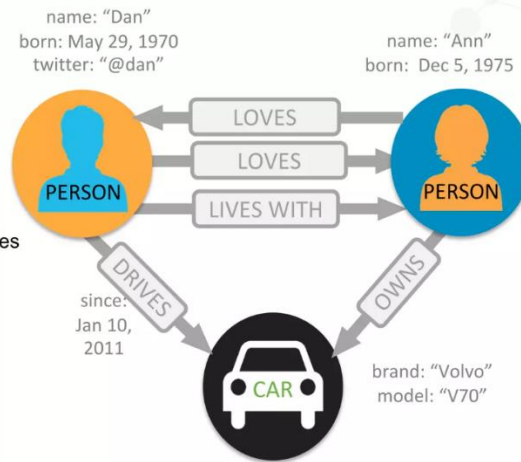 name: “Dan”
born: May 29, 1970
twitter: “@dan”
name: “Ann”
born: Dec 5, 1975
LOVES
LOVES
PERSON
PERSON
LIVES WITH
es
DRIVES
OWNS
since:
Jan 10,
2011
CAR
brand: “Volvo”
model: “V70”